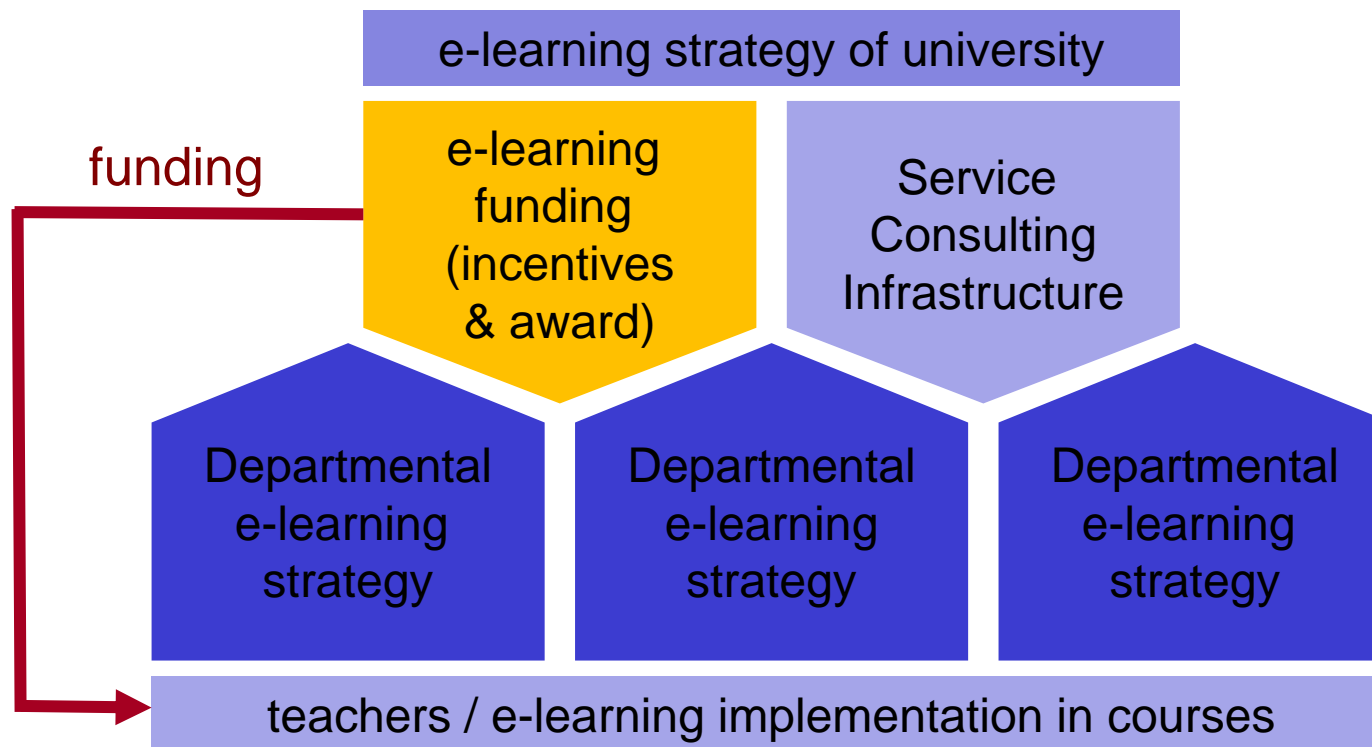 e-learning strategy of university
funding
e-learning
funding
(incentives
& award)
Service
Consulting
Infrastructure
Departmental
e-learning
strategy
Departmental
e-learning
strategy
Departmental
e-learning
strategy
teachers / e-learning implementation in courses